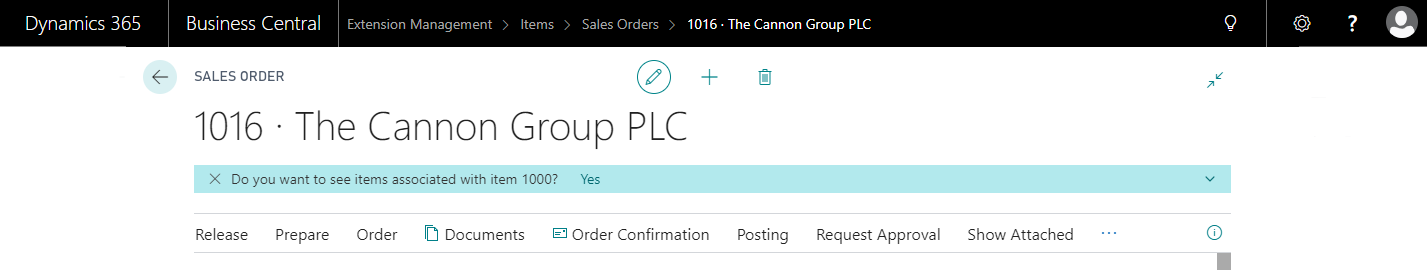 Dynamics 365 Business Central Extension Management > Items > Sales Orders > 1016 · The Cannon Group PLC ?
SALES ORDER
1016 · The Cannon Group PLC
Do you want to see items associated with item 1000? Yes
Release Prepare Order Documents Order Confirmation Posting Request Approval Show Attached ...